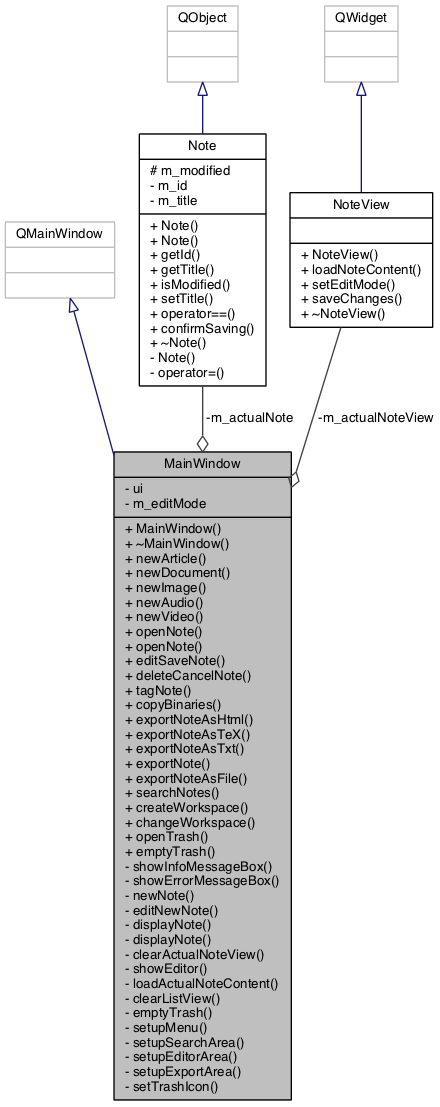 QObject
QWidget
Note
# m_modified
- m_id
- m_title
+ Note()
+ Note()
+ getId()
+ getTitle()
+ isModified()
+ setTitle()
+ operator==()
+ confirmSaving()
+ ~Note()
- Note()
- operator=()
NoteView
+ NoteView()
+ loadNoteContent()
+ setEditMode()
+ saveChanges()
+ ~NoteView()
QMainWindow
-m_actualNote
-m_actualNoteView
MainWindow
- ui
- m_editMode
+ MainWindow()
+ ~MainWindow()
+ newArticle()
+ newDocument()
+ newImage()
+ newAudio()
+ newVideo()
+ openNote()
+ openNote()
+ editSaveNote()
+ deleteCancelNote()
+ tagNote()
+ copyBinaries()
+ exportNoteAsHtml()
+ exportNoteAsTeX()
+ exportNoteAsTxt()
+ exportNote()
+ exportNoteAsFile()
+ searchNotes()
+ createWorkspace()
+ changeWorkspace()
+ openTrash()
+ emptyTrash()
- showInfoMessageBox()
- showErrorMessageBox()
- newNote()
- editNewNote()
- displayNote()
- displayNote()
- clearActualNoteView()
- showEditor()
- loadActualNoteContent()
- clearListView()
- emptyTrash()
- setupMenu()
- setupSearchArea()
- setupEditorArea()
- setupExportArea()
- setTrashIcon()